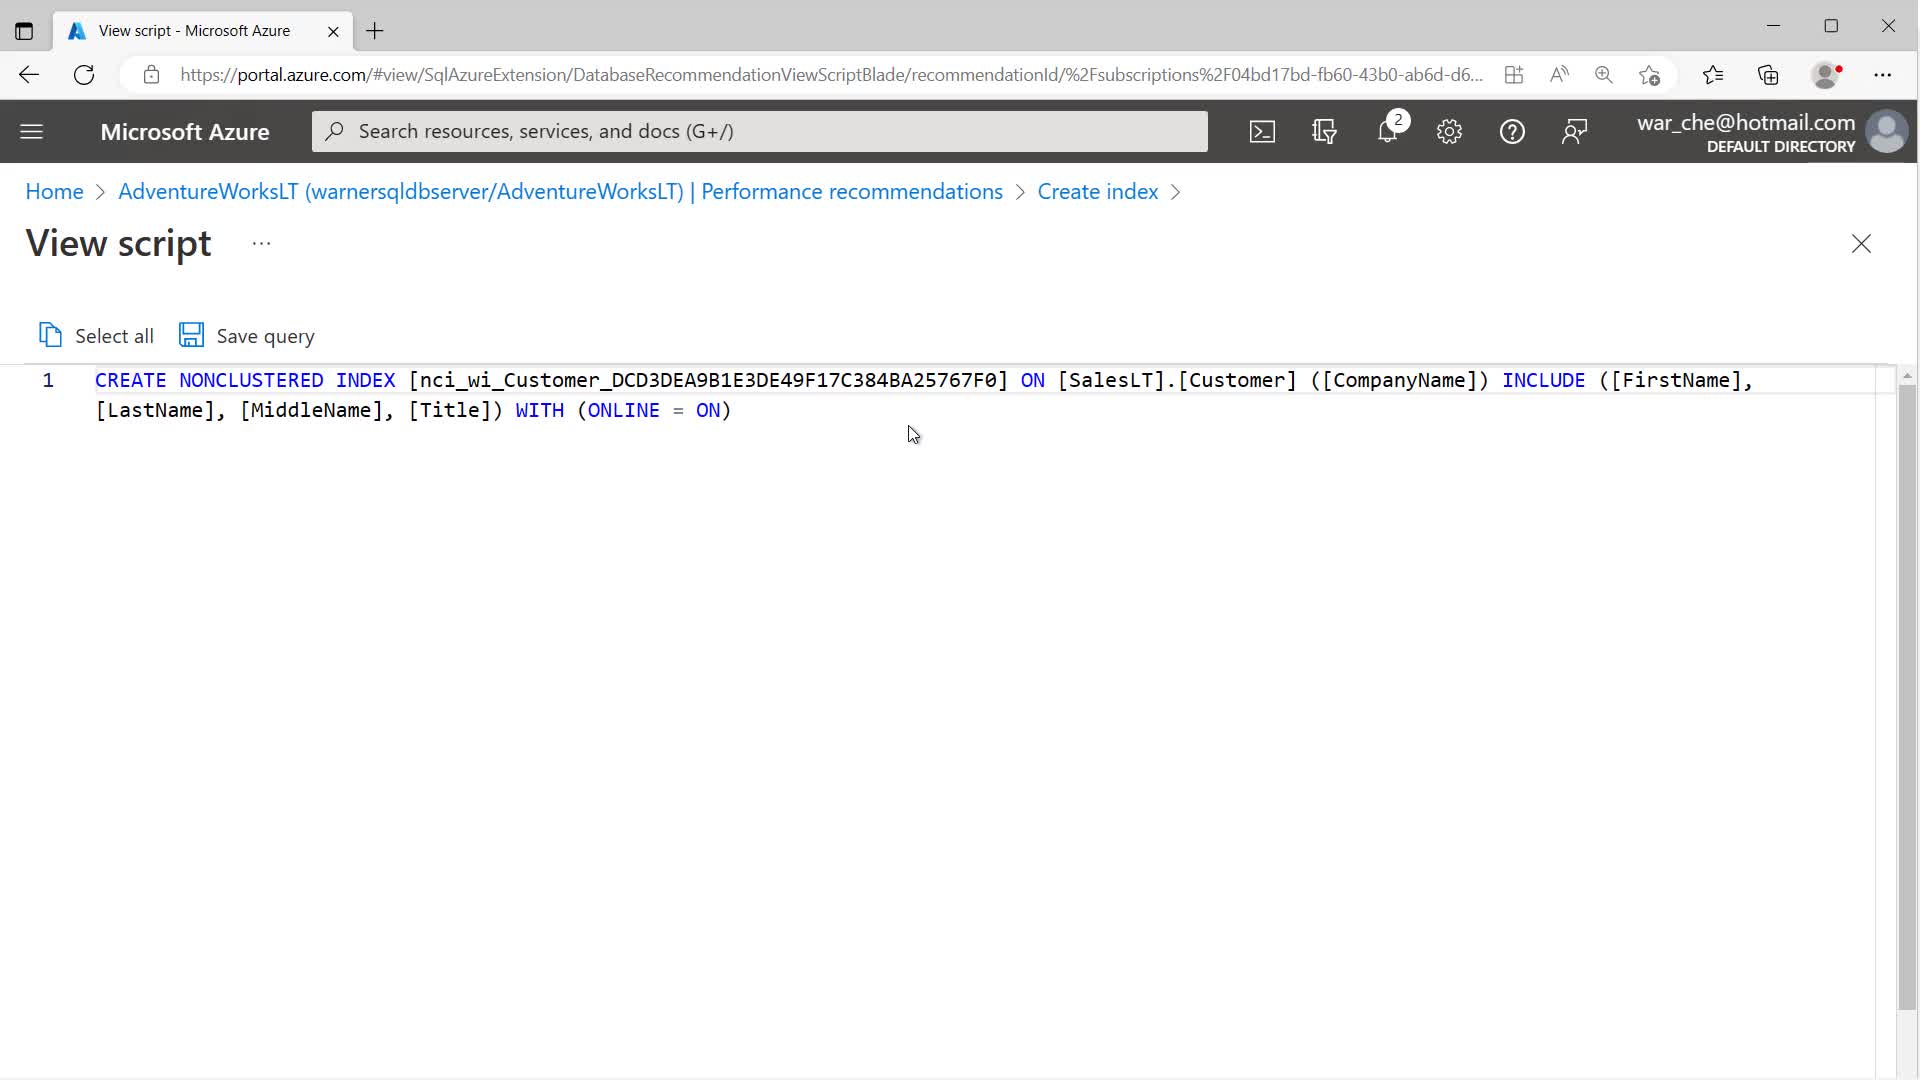 View script - Microsoft Azure
https://portal.azure.com/#view/SqlAzureExtension/DatabaseRecommendationViewScriptBlade/recommendationId/%2Fsubscriptions%2F04bd17bd-fb60-43b0-ab6d-d6...
Microsoft Azure
Search resources, services, and docs (G+/)
2
war_che@hotmail.com
DEFAULT DIRECTORY
Home > AdventureWorksLT (warnersqldbserver/AdventureWorksLT) | Performance recommendations > Create index >
View script ...
Select all Save query
1 CREATE NONCLUSTERED INDEX [nci_wi_Customer_DCD3DEA9B1E3DE49F17C384BA25767F0] ON [SalesLT].[Customer] ([CompanyName]) INCLUDE ([FirstName],
[LastName], [MiddleName], [Title]) WITH (ONLINE = ON)